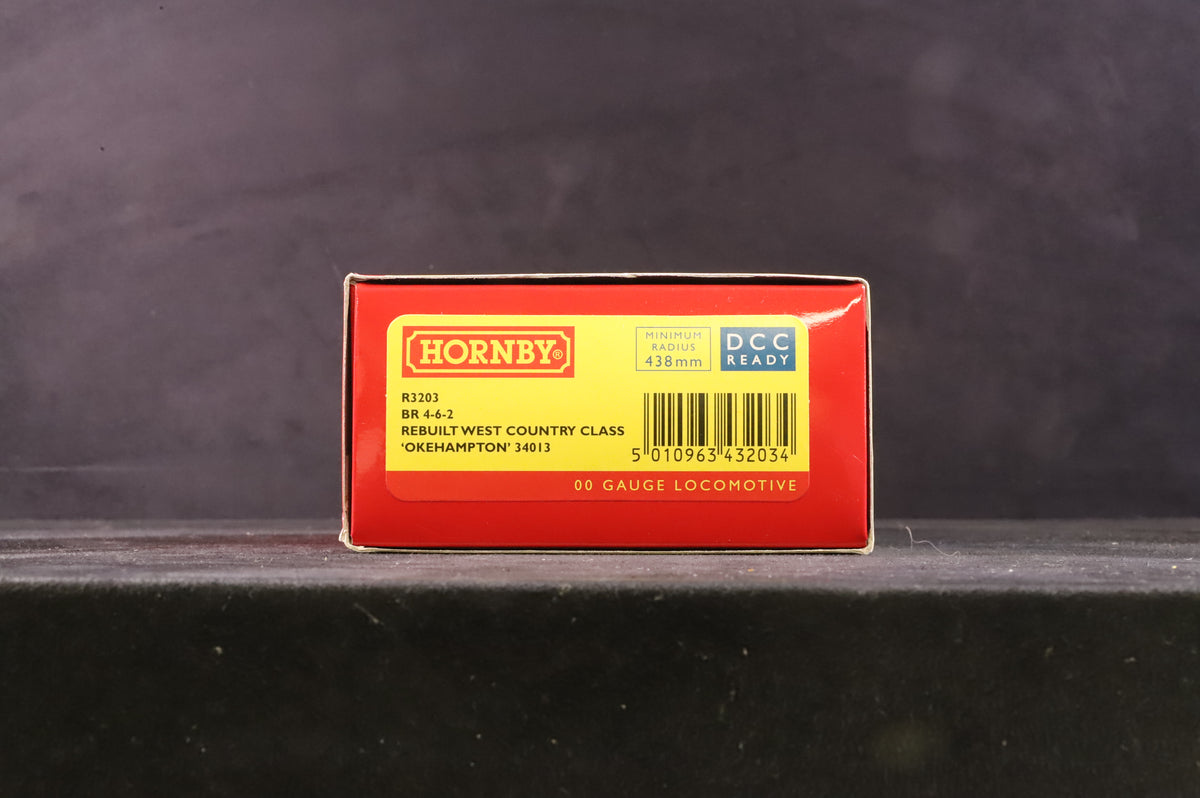 HORNBY®
MINIMUM
RADIUS
438mm
DCC
READY
R3203
BR 4-6-2
REBUILT WEST COUNTRY CLASS
‘OKEHAMPTON’ 34013
5 010963 432034
00 GAUGE LOCOMOTIVE